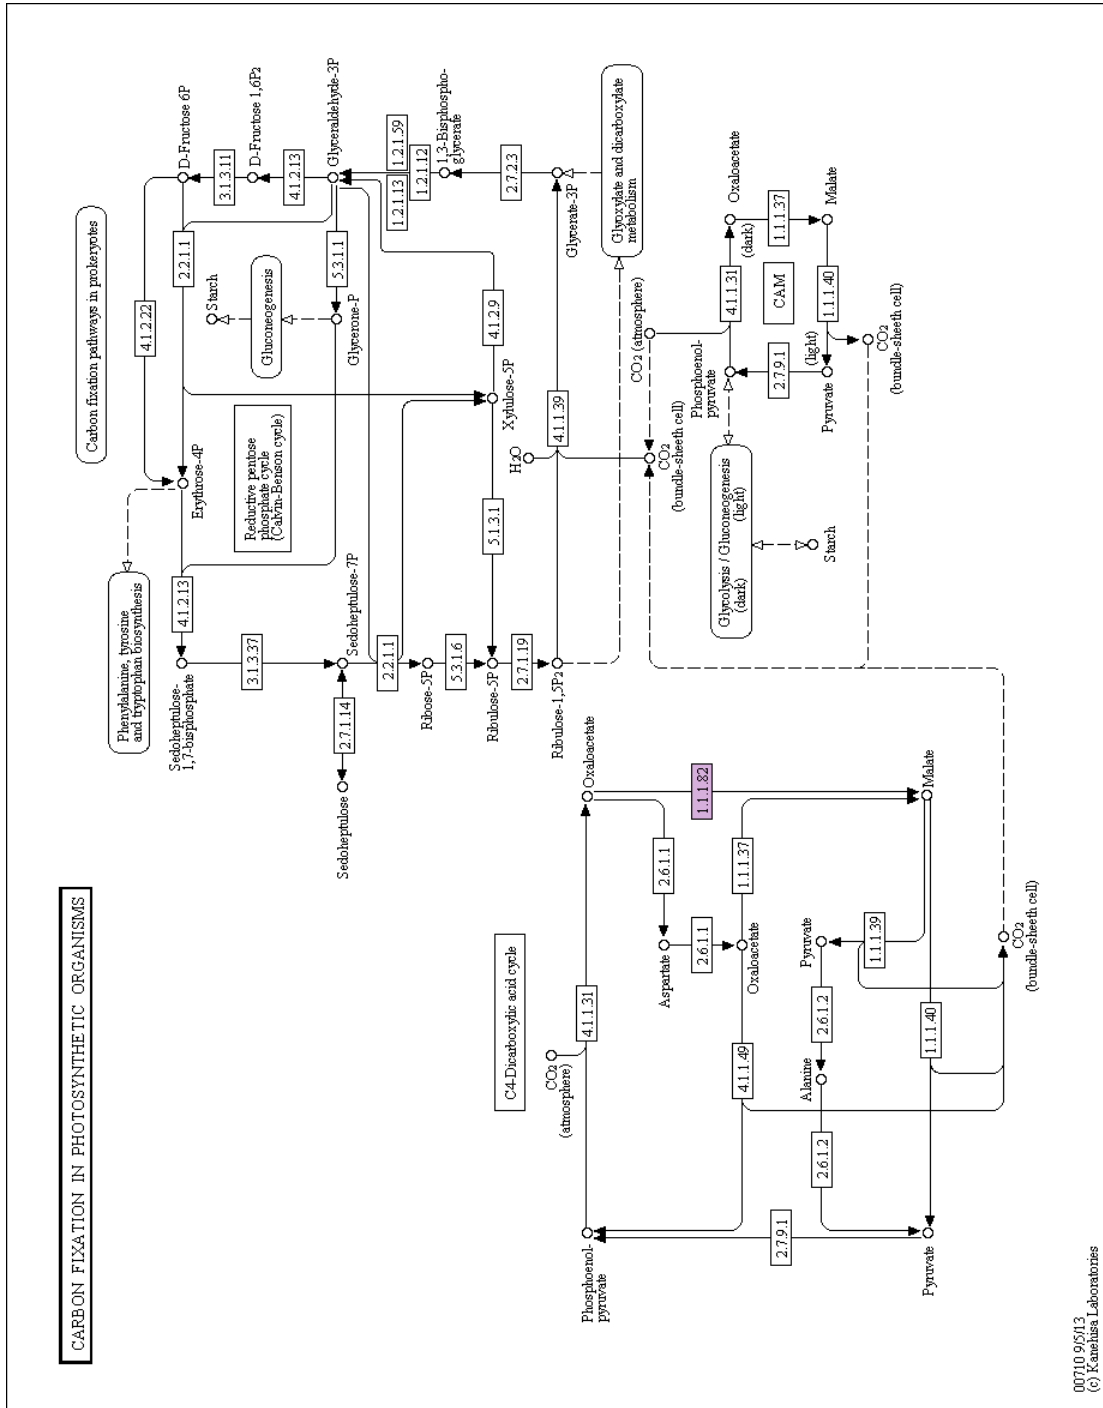 CARBON FIXATION IN PHOTOSYNTHETIC ORGANISMS
Carbon fixation pathways in prokeryotes
Phenylalanine, tyrosine
and tryptophan biosynthesis
4.1.2.22
Sedoheptulose-
1,7-bisphosphate
4.1.2.13
Erythrose-4P
2.2.1.1
D-Fructose 6P
3.1.3.11
Starch
3.1.3.37
Reductive pentose
phosphate cycle
(Calvin-Benson cycle)
Gluconeogenesis
D-Fructose 1,6P2
4.1.2.13
Sedoheptulose
2.7.1.14
Sedoheptulose-7P
Glycerone-P
5.3.1.1
Glyceraldehyde-3P
2.2.1.1
1.2.1.13
1.2.1.59
1.2.1.12
Ribose-5P
1,3-Bisphospho-
glycerate
5.3.1.6
Ribulose-5P
5.1.3.1
Xylulose-5P
4.1.2.9
2.7.2.3
2.7.1.19
H2O
Ribulose-1,5P2
4.1.1.39
Glycerate-3P
Glyoxylate and dicarboxylate
metabolism
CO2 (atmosphere)
CO2
(bundle-sheeth cell)
C4-Dicarboxylic acid cycle
CO2
(atmosphere)
Phosphoenol-
pyruvate
4.1.1.31
Oxaloacetate
2.6.1.1
1.1.1.82
Aspartate
2.6.1.1
4.1.1.49
Oxaloacetate
1.1.1.37
2.7.9.1
2.6.1.2
Alanine
2.6.1.2
Pyruvate
1.1.1.39
Pyruvate
1.1.1.40
Malate
CO2
(bundle-sheeth cell)
Glycolysis / Gluconeogenesis
(dark)
(light)
Starch
Phosphoenol-
pyruvate
4.1.1.31
Oxaloacetate
(dark)
2.7.9.1
CAM
1.1.1.37
(light)
Pyruvate
1.1.1.40
Malate
CO2
(bundle-sheeth cell)
00710 9/5/13
(c) Kanehisa Laboratories